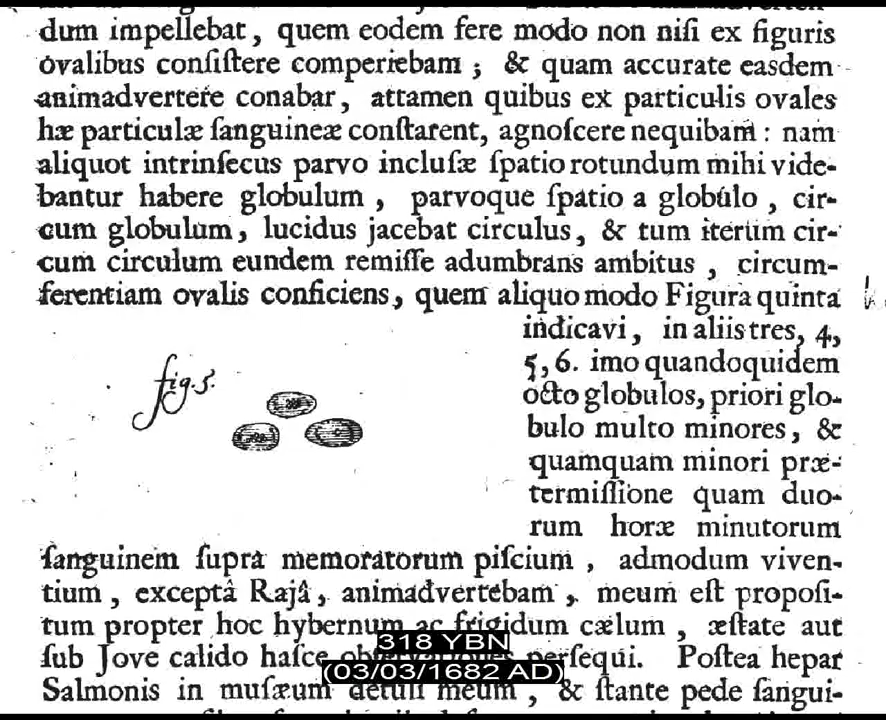 dum impellebat, quem eodem fere modo non niſi ex figuris
ovalibus conſiſtere comperiebam; & quam accurate easdem
animadvertere conabar, attamen quibus ex particulis ovales
hæ particulæ ſanguineæ conſtarent, agnoſcere nequibam: nam
aliquot intrinſecus parvo incluſæ ſpatio rotundum mihi vide-
bantur habere globulum, parvoque ſpatio a globulo, cir-
cum globulum, lucidus jacebat circulus, & tum iterum cir-
cum circulum eundem remiſſe adumbrans ambitus, circum-
ferentiam ovalis conficiens, quem aliquo modo Figura quinta
indicavi, in aliis tres, 4,
5, 6. imo quandoquidem
octo globulos, priori glo-
bulo multo minores, &
quamquam minori præ-
termiſſione quam duo-
rum horæ minutorum
fig. 5.
ſanguinem ſupra memoratorum piſcium, admodum viven-
tium, exceptâ Rajâ, animadvertebam, meum eſt propoſi-
tum propter hoc hybernum ac frigidum cælum, æſtate aut
ſub Jove calido haſce obſervationes perſequi. Poſtea hepar
Salmonis in muſæum detuli meum, & ſtante pede ſangui-
318 YBN
(03/03/1682 AD)